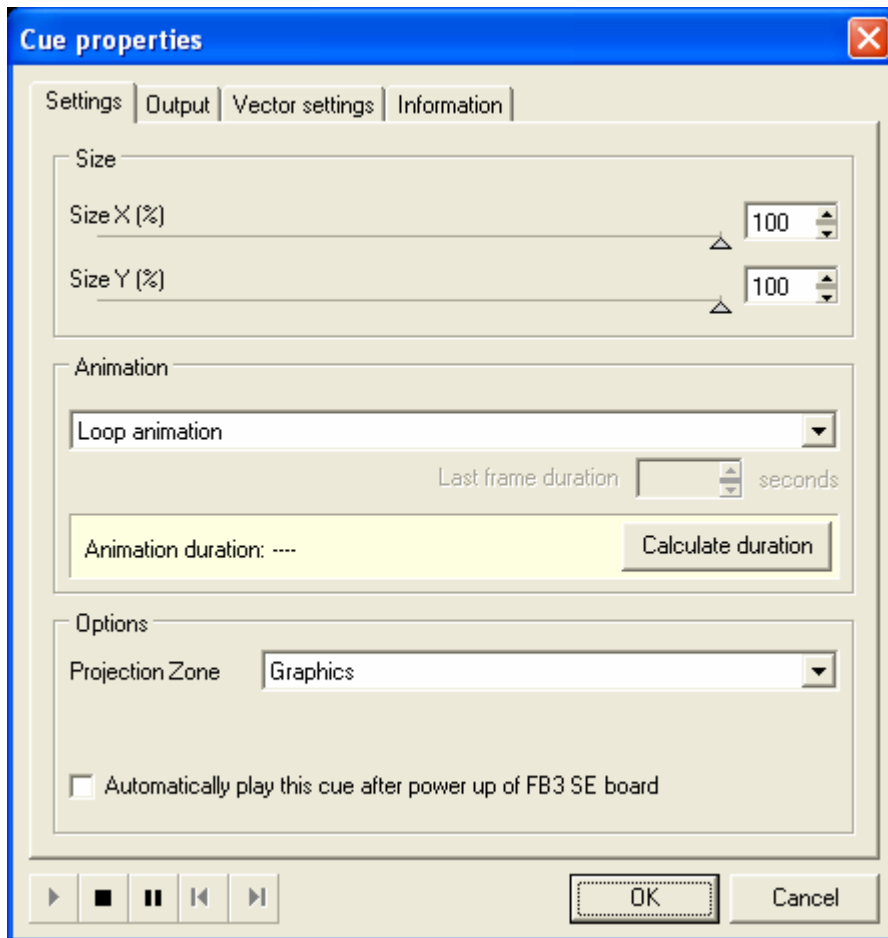 Cue properties
Settings Output Vector settings Information
Size
Size X (%) 100
Size Y (%) 100
Animation
Loop animation
Last frame duration seconds
Animation duration: ---- Calculate duration
Options
Projection Zone Graphics
Automatically play this cue after power up of FB3 SE board
OK Cancel